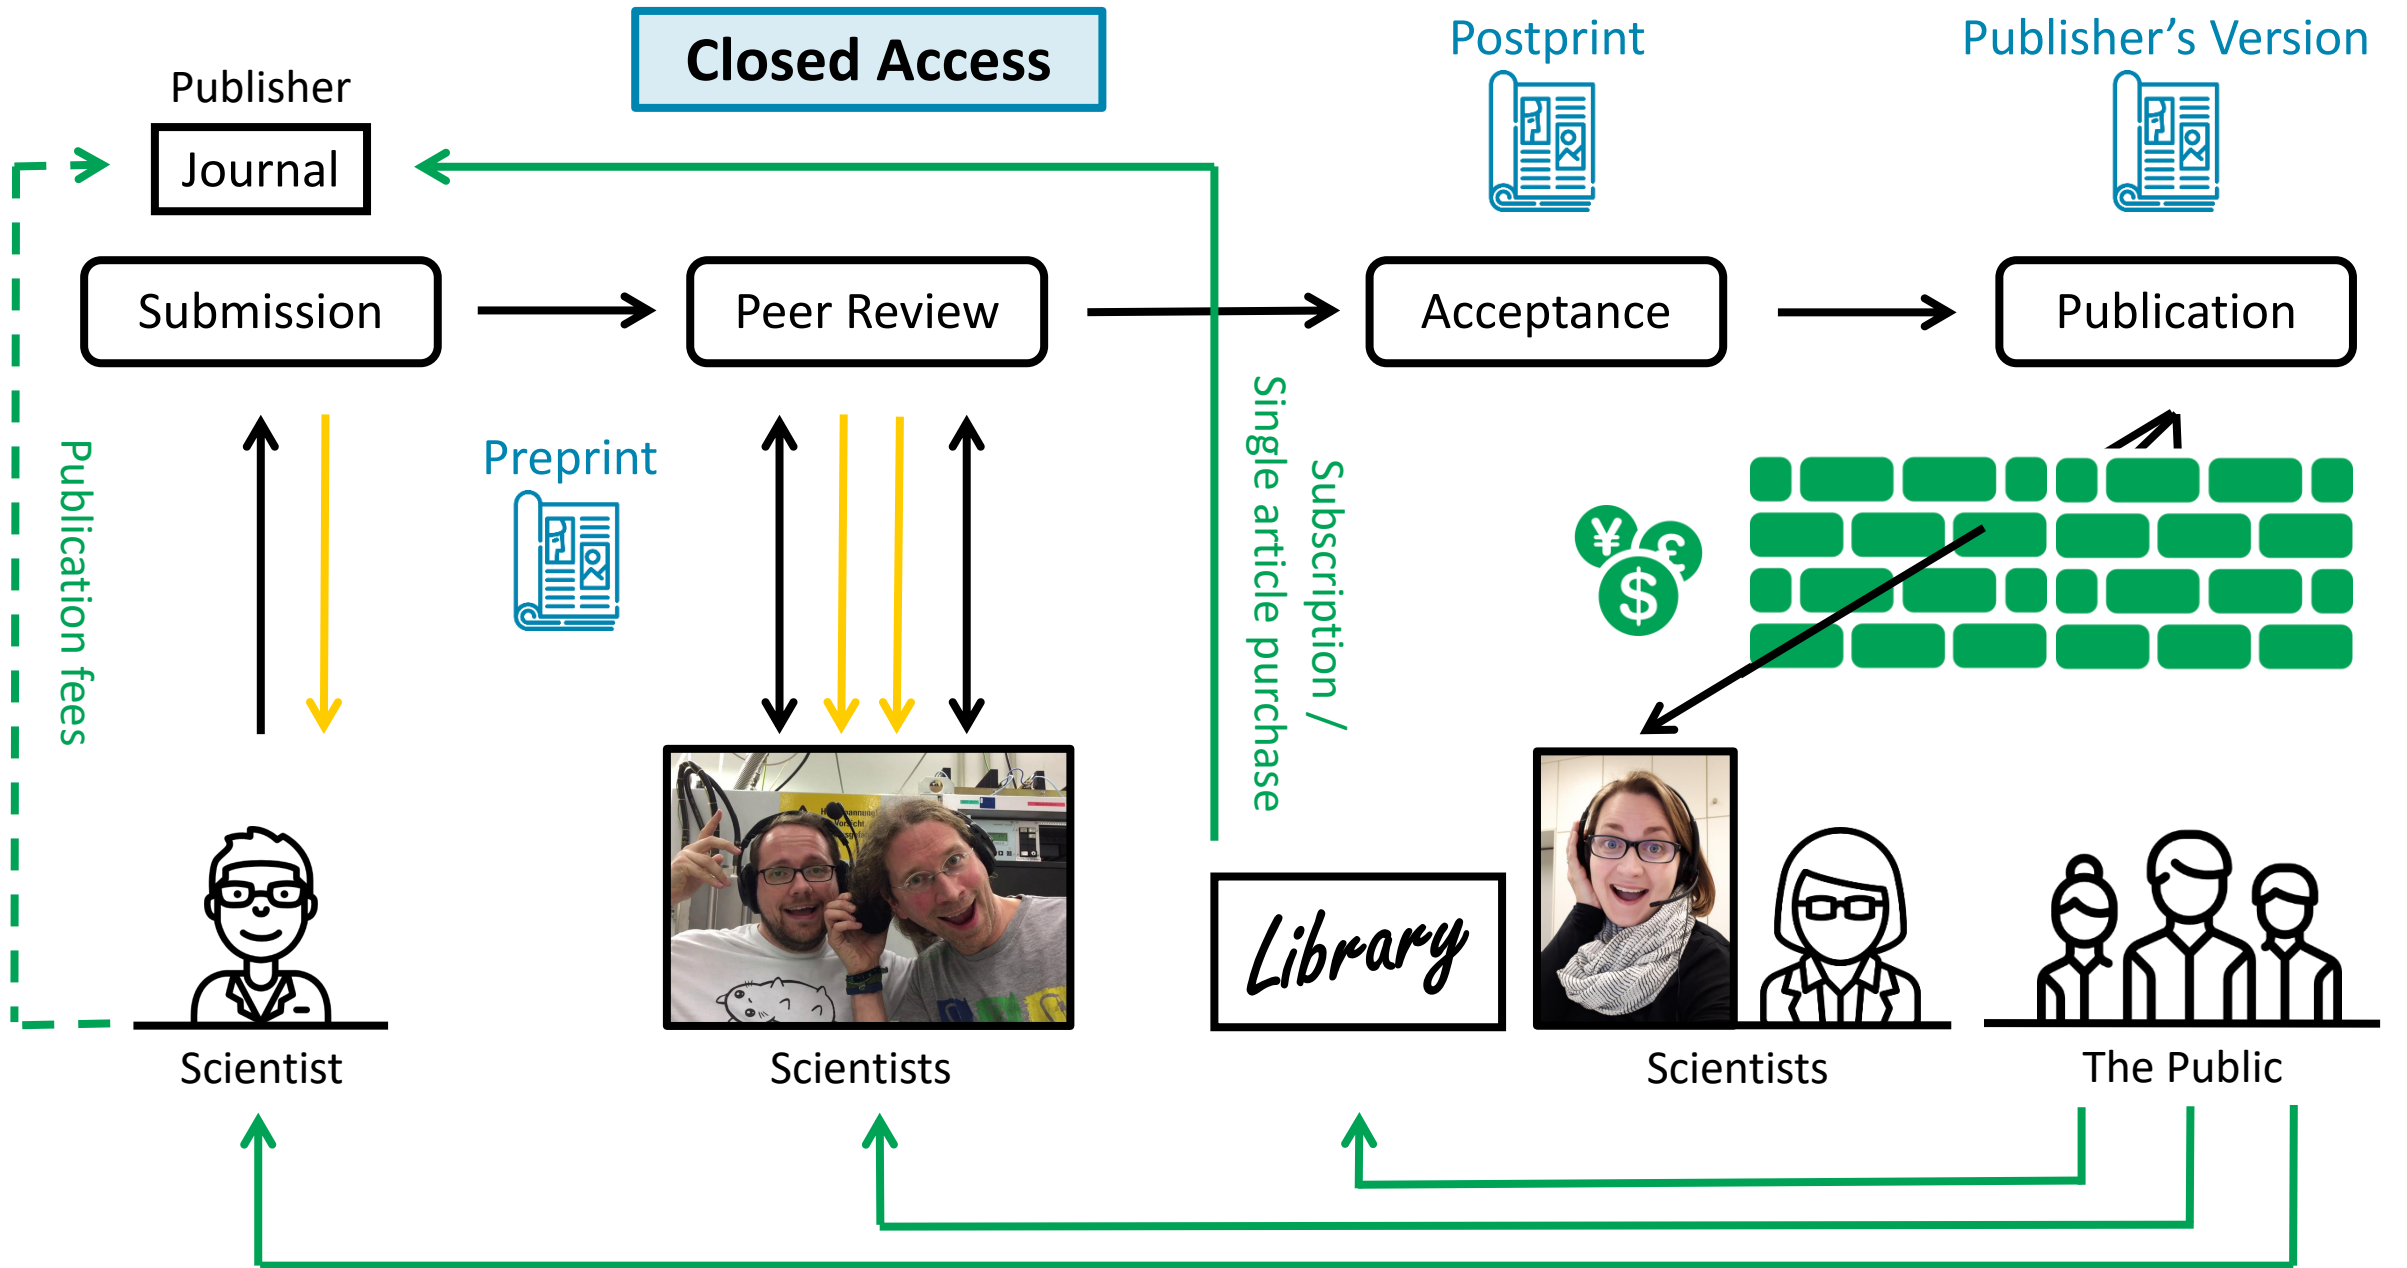 Closed Access
Postprint
Publisher’s Version
Publisher
Journal
Submission
Peer Review
Acceptance
Publication
Publication fees
Preprint
Subscription /
Single article purchase
¥
£
$
Vorsicht
Library
Scientist
Scientists
Scientists
The Public